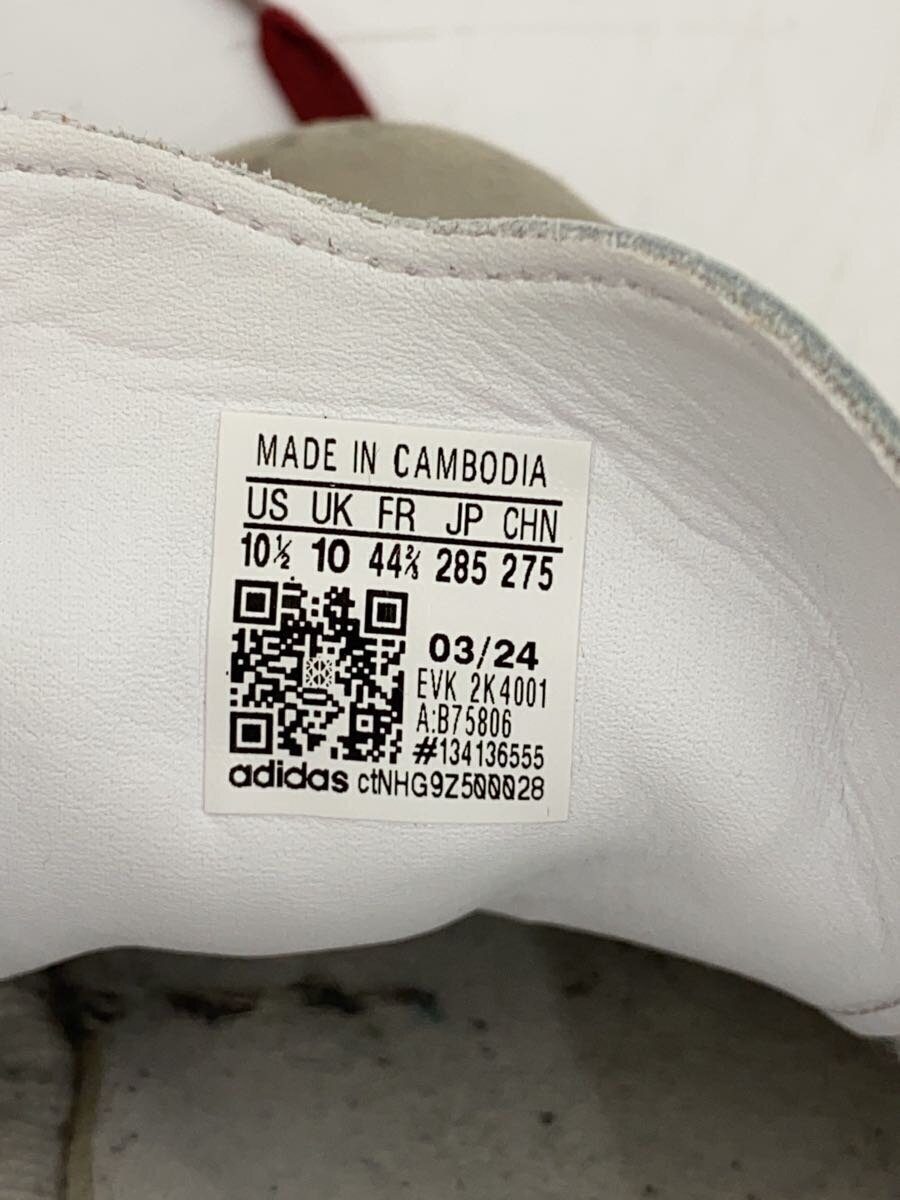 MADE IN CAMBODIA
US UK FR JP CHN
10½ 10 44⅔ 285 275
03/24
EVK 2K4001
A:B75806
#134136555
adidas ctNHG9Z500028